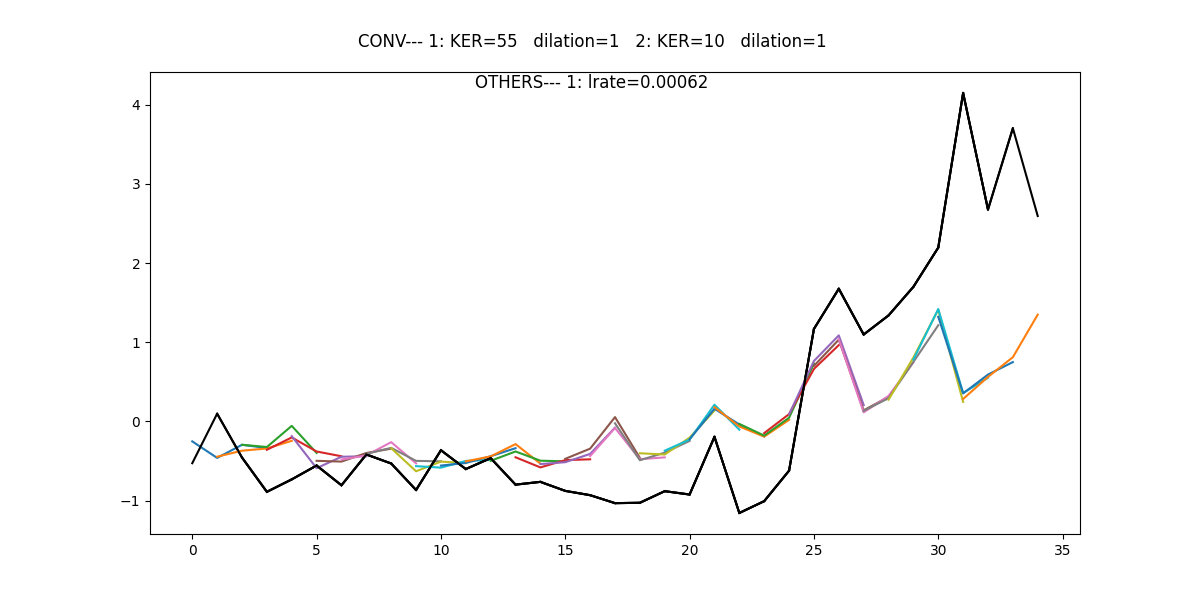 CONV--- 1: KER=55   dilation=1   2: KER=10   dilation=1
OTHERS--- 1: lrate=0.00062
4
3
2
1
0
−1
0 5 10 15 20 25 30 35